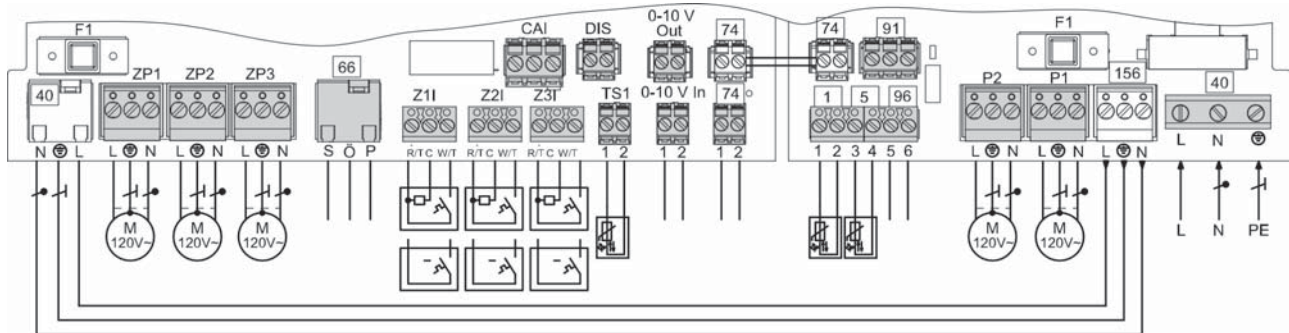 F1
40
ZP1 ZP2 ZP3
66
CAI
DIS
0-10 V
Out
74
74
91
F1
P2 P1
156
40
Z1I Z2I Z3I
TS1
0-10 V In
74
1 5 96
N L
L N
L N
L N
S Ö P
R/T C W/T
R/T C W/T
R/T C W/T
1 2
1 2
1 2
1 2 3 4 5 6
L N
L N
L N
L N
M
120V~
M
120V~
M
120V~
M
120V~
M
120V~
L N PE